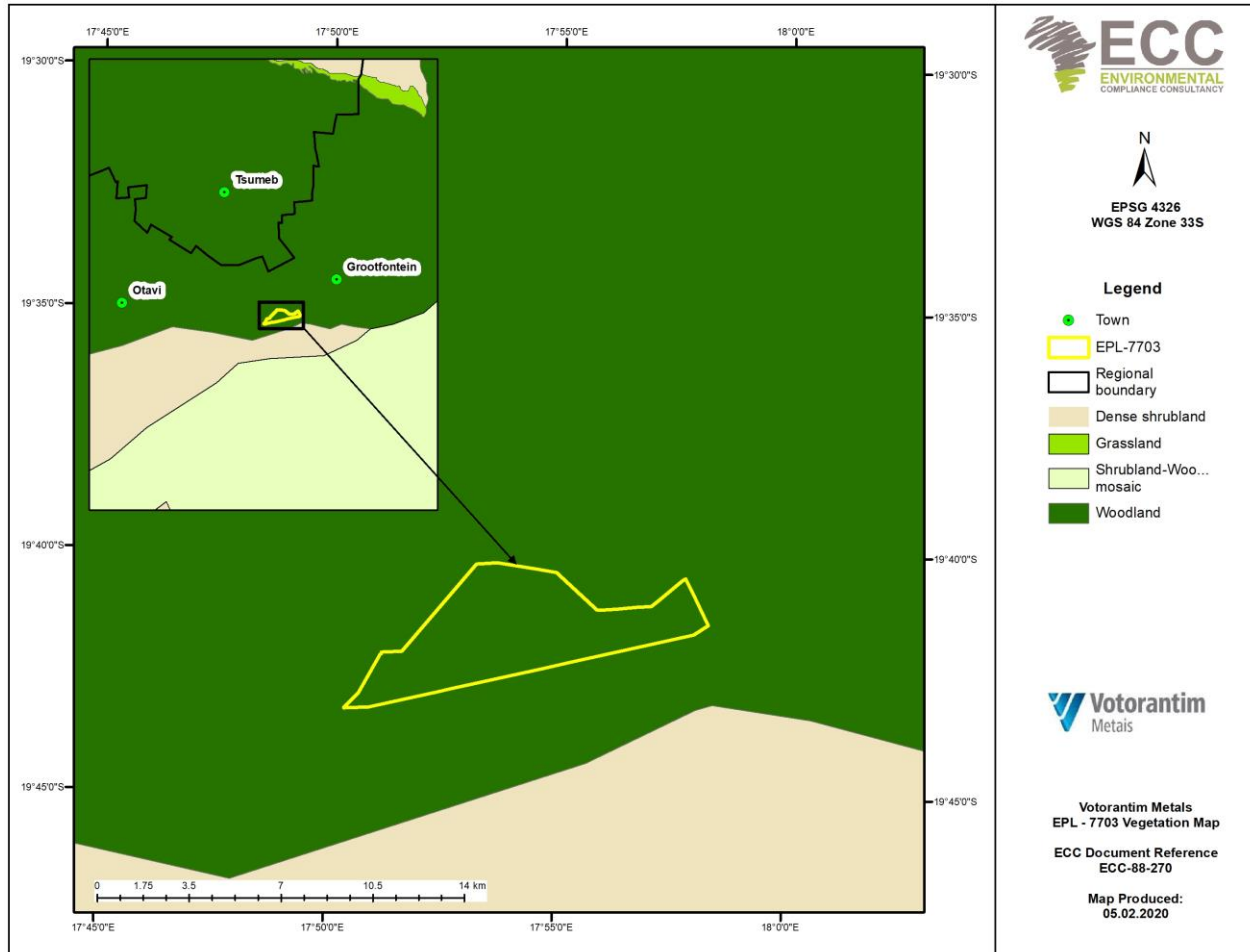 17°45'0"E
17°50'0"E
17°55'0"E
18°0'0"E
19°30'0"S
19°30'0"S
Tsumeb
Grootfontein
Otavi
19°35'0"S
19°35'0"S
19°40'0"S
19°40'0"S
19°45'0"S
19°45'0"S
0 1.75 3.5 7 10.5 14 km
17°45'0"E
17°50'0"E
17°55'0"E
18°0'0"E
ECC
ENVIRONMENTAL
COMPLIANCE CONSULTANCY
N
EPSG 4326
WGS 84 Zone 33S
Legend
Town
EPL-7703
Regional
boundary
Dense shrubland
Grassland
Shrubland-Woo...
mosaic
Woodland
Votorantim
Metais
Votorantim Metals
EPL - 7703 Vegetation Map
ECC Document Reference
ECC-88-270
Map Produced:
05.02.2020